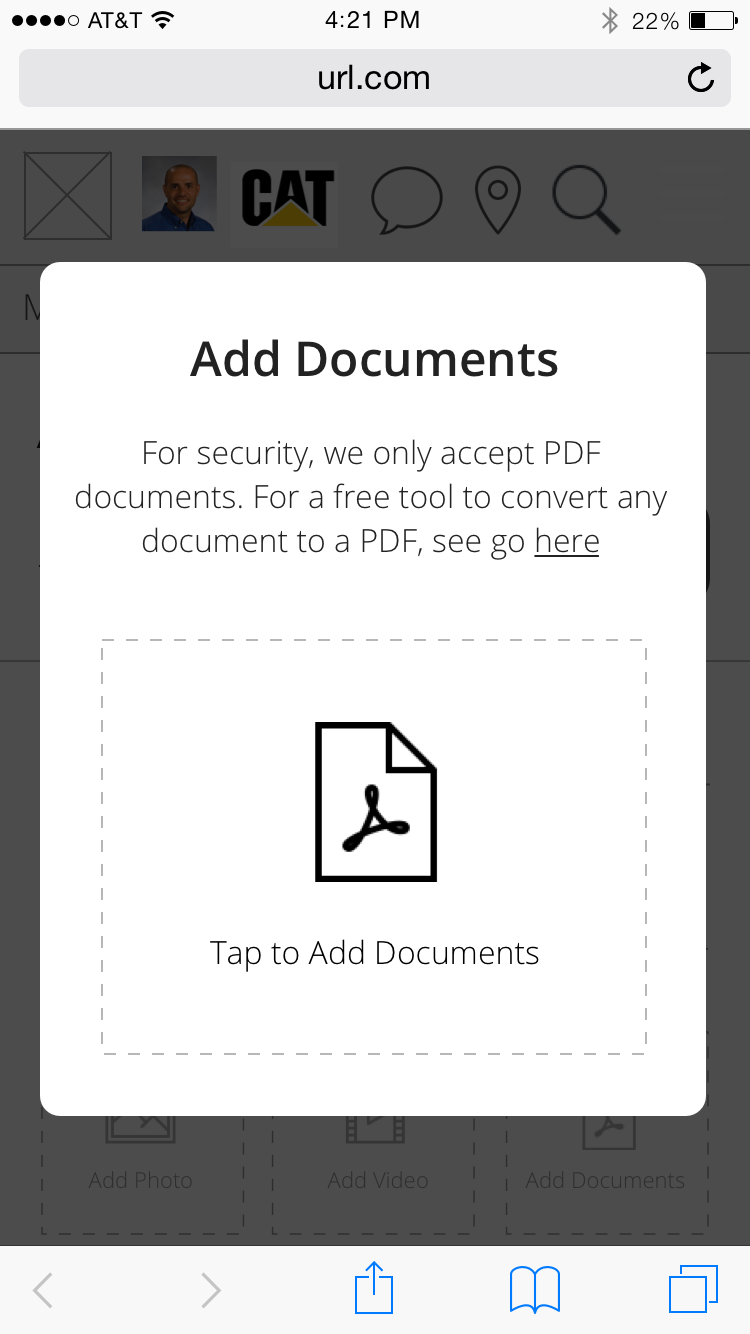 AT&T 4:21 PM 22%
url.com
CAT
Add Documents
For security, we only accept PDF
documents. For a free tool to convert any
document to a PDF, see go here
Tap to Add Documents
Add Photo Add Video Add Documents